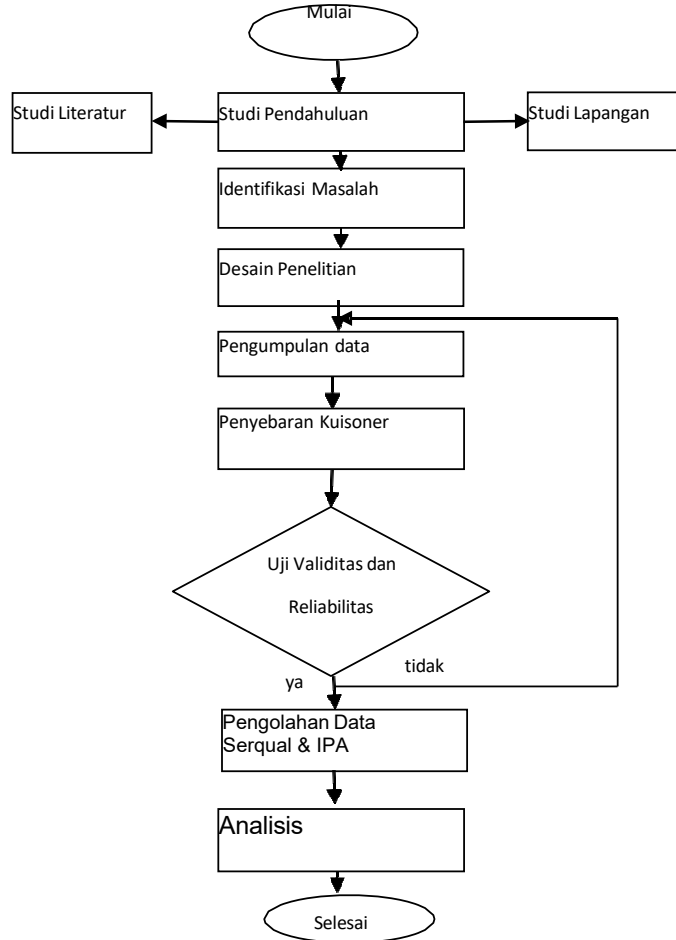 Mulai
Studi Literatur
Studi Pendahuluan
Studi Lapangan
Identifikasi Masalah
Desain Penelitian
Pengumpulan data
Penyebaran Kuisoner
Uji Validitas dan
Reliabilitas
ya
tidak
Pengolahan Data
Serqual & IPA
Analisis
Selesai